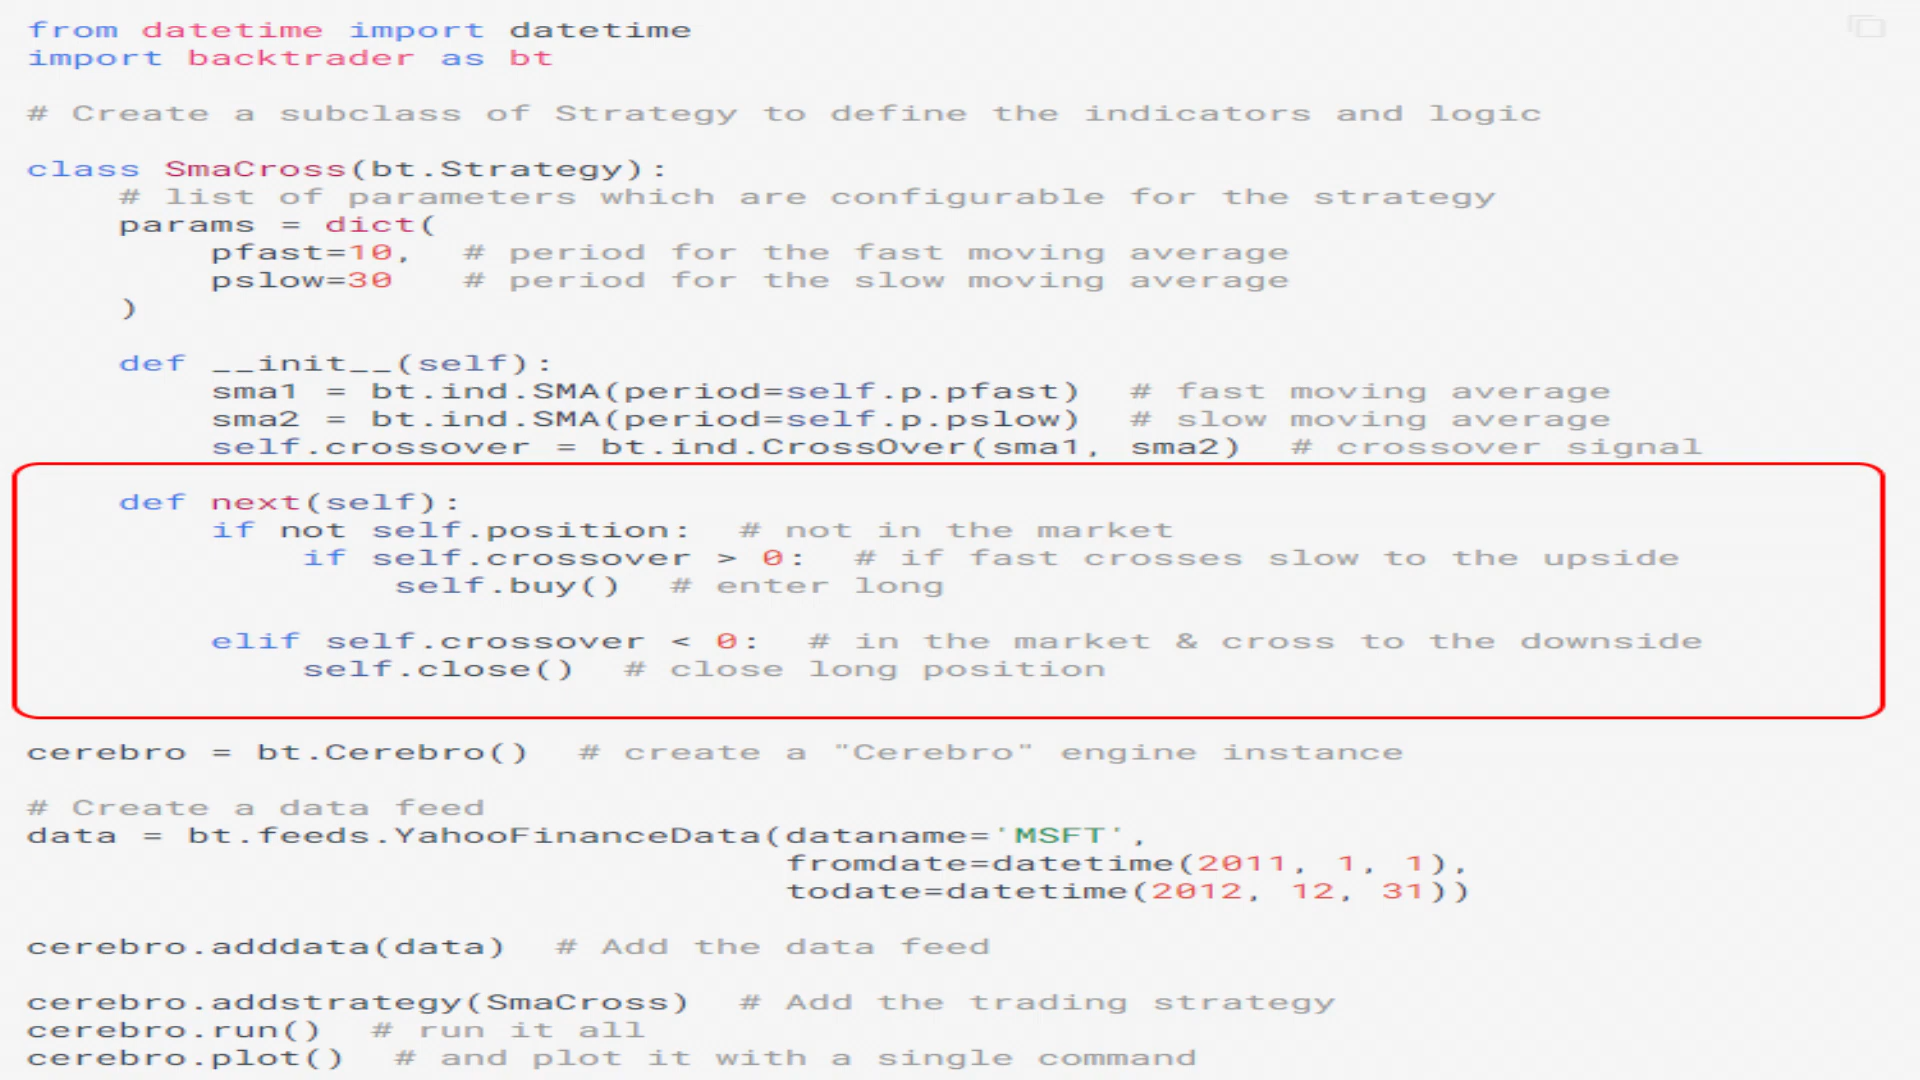 from datetime import datetime
import backtrader as bt
# Create a subclass of Strategy to define the indicators and logic
class SmaCross(bt.Strategy):
# list of parameters which are configurable for the strategy
params = dict(
pfast=10,  # period for the fast moving average
pslow=30   # period for the slow moving average
)
def __init__(self):
sma1 = bt.ind.SMA(period=self.p.pfast)  # fast moving average
sma2 = bt.ind.SMA(period=self.p.pslow)  # slow moving average
self.crossover = bt.ind.CrossOver(sma1, sma2)  # crossover signal
def next(self):
if not self.position:  # not in the market
if self.crossover > 0:  # if fast crosses slow to the upside
self.buy()  # enter long
elif self.crossover < 0:  # in the market & cross to the downside
self.close()  # close long position
cerebro = bt.Cerebro()  # create a "Cerebro" engine instance
# Create a data feed
data = bt.feeds.YahooFinanceData(dataname='MSFT',
fromdate=datetime(2011, 1, 1),
todate=datetime(2012, 12, 31))
cerebro.adddata(data)  # Add the data feed
cerebro.addstrategy(SmaCross)  # Add the trading strategy
cerebro.run()  # run it all
cerebro.plot()  # and plot it with a single command